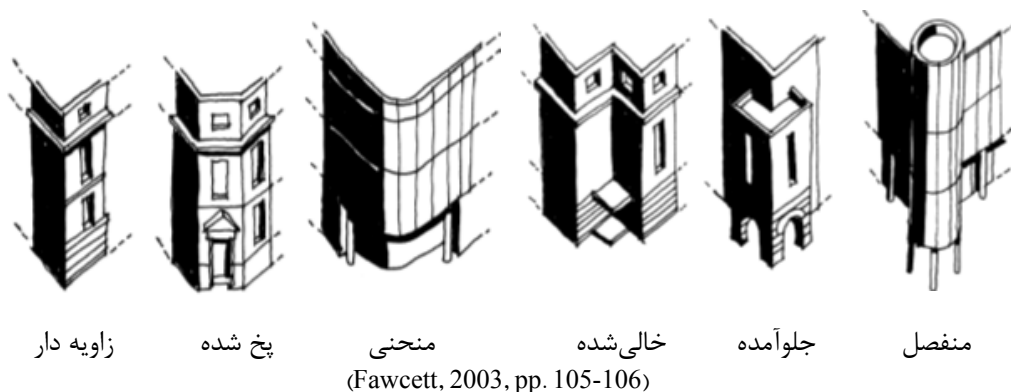 منفصل جلوآمده خالی‌شده منحنی پخ شده زاویه دار
(Fawcett, 2003, pp. 105-106)